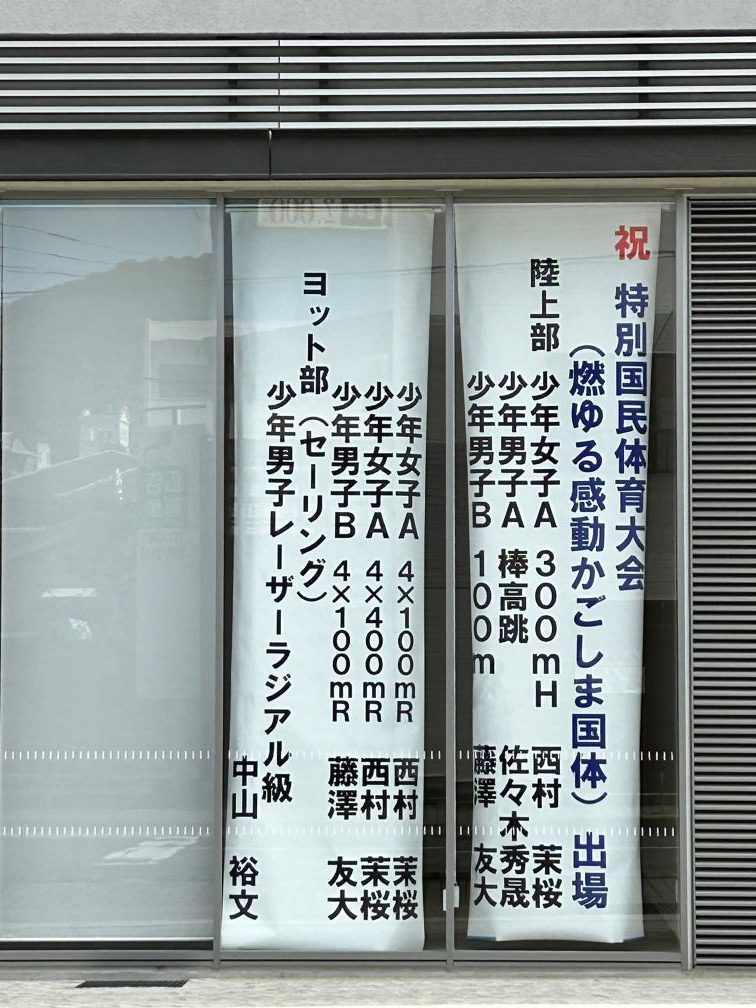 祝 特別国民体育大会
（燃ゆる感動かごしま国体）出場
陸上部 少年女子A 300mH 西村 茉桜
少年男子A 棒高跳 佐々木秀晟
少年男子B 100m 藤澤 友大
少年女子A 4×100mR 西村 茉桜
少年女子A 4×400mR 西村 茉桜
少年男子B 4×100mR 藤澤 友大
ヨット部（セーリング）
少年男子レーザーラジアル級
中山 裕文